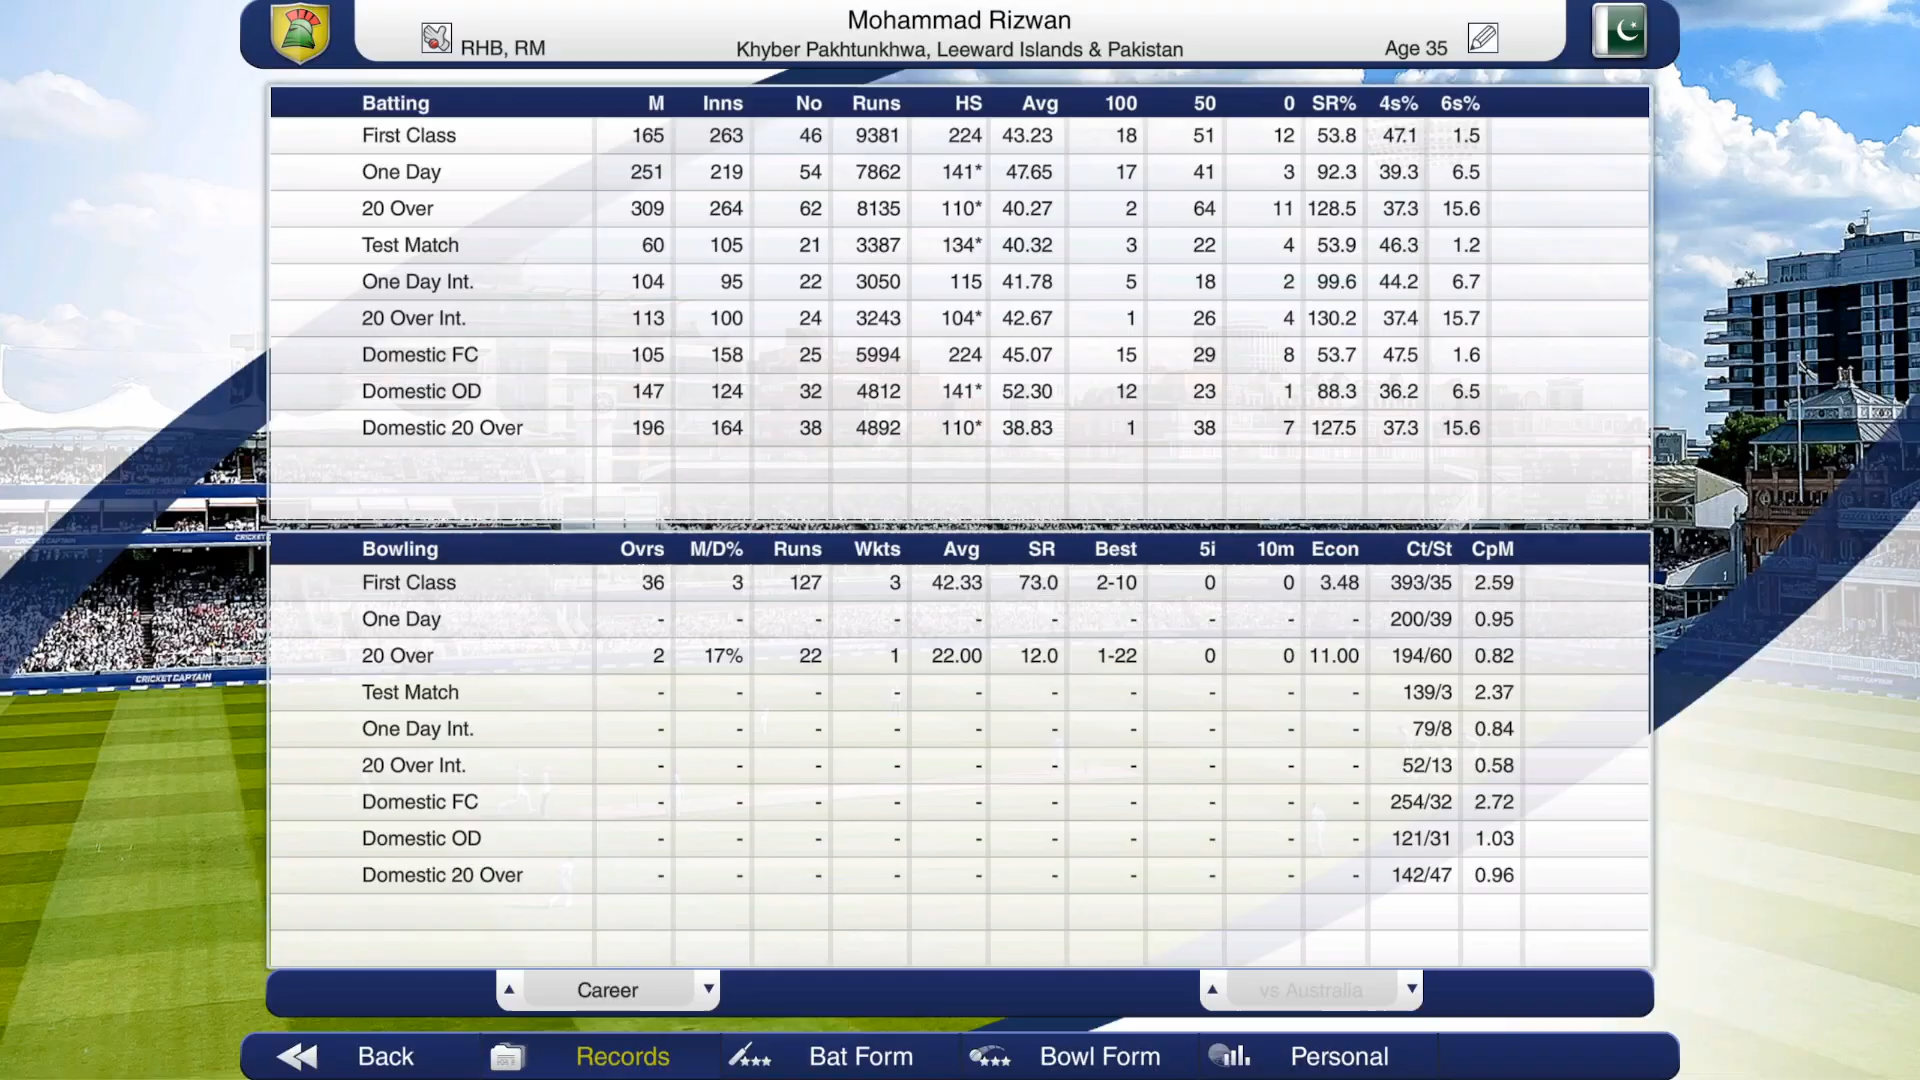 Mohammad Rizwan
RHB, RM
Khyber Pakhtunkhwa, Leeward Islands & Pakistan
Age 35
Batting M Inns No Runs HS Avg 100 50 0 SR% 4s% 6s%
First Class 165 263 46 9381 224 43.23 18 51 12 53.8 47.1 1.5
One Day 251 219 54 7862 141* 47.65 17 41 3 92.3 39.3 6.5
20 Over 309 264 62 8135 110* 40.27 2 64 11 128.5 37.3 15.6
Test Match 60 105 21 3387 134* 40.32 3 22 4 53.9 46.3 1.2
One Day Int. 104 95 22 3050 115 41.78 5 18 2 99.6 44.2 6.7
20 Over Int. 113 100 24 3243 104* 42.67 1 26 4 130.2 37.4 15.7
Domestic FC 105 158 25 5994 224 45.07 15 29 8 53.7 47.5 1.6
Domestic OD 147 124 32 4812 141* 52.30 12 23 1 88.3 36.2 6.5
Domestic 20 Over 196 164 38 4892 110* 38.83 1 38 7 127.5 37.3 15.6
Bowling Ovrs M/D% Runs Wkts Avg SR Best 5i 10m Econ Ct/St CpM
First Class 36 3 127 3 42.33 73.0 2-10 0 0 3.48 393/35 2.59
One Day - - - - - - - - - - 200/39 0.95
20 Over 2 17% 22 1 22.00 12.0 1-22 0 0 11.00 194/60 0.82
Test Match - - - - - - - - - - 139/3 2.37
One Day Int. - - - - - - - - - - 79/8 0.84
20 Over Int. - - - - - - - - - - 52/13 0.58
Domestic FC - - - - - - - - - - 254/32 2.72
Domestic OD - - - - - - - - - - 121/31 1.03
Domestic 20 Over - - - - - - - - - - 142/47 0.96
CRICKET CAPTAIN
Career
vs Australia
Back Records Bat Form Bowl Form Personal